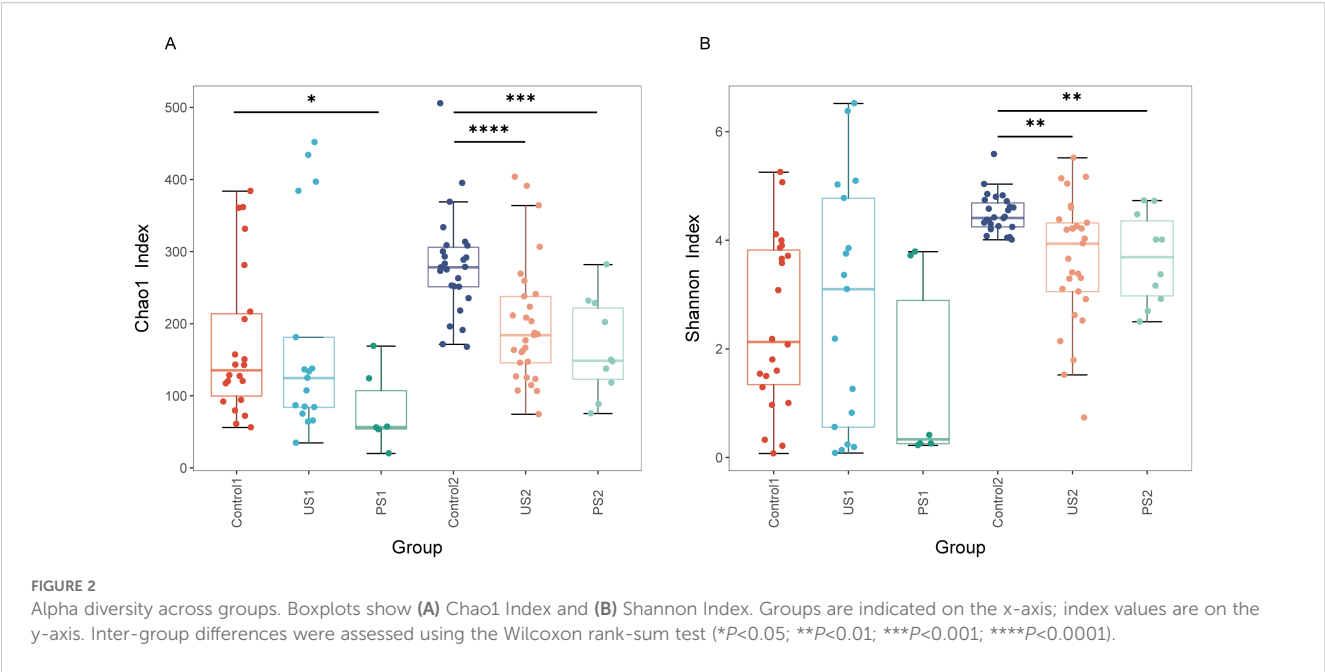 A
B
Chao1 Index
500
400
300
200
100
0
*
***
****
Control1
US1
PS1
Control2
US2
PS2
Group
Shannon Index
6
4
2
0
**
**
Control1
US1
PS1
Control2
US2
PS2
Group
FIGURE 2
Alpha diversity across groups. Boxplots show (A) Chao1 Index and (B) Shannon Index. Groups are indicated on the x-axis; index values are on the
y-axis. Inter-group differences were assessed using the Wilcoxon rank-sum test (*P<0.05; **P<0.01; ***P<0.001; ****P<0.0001).